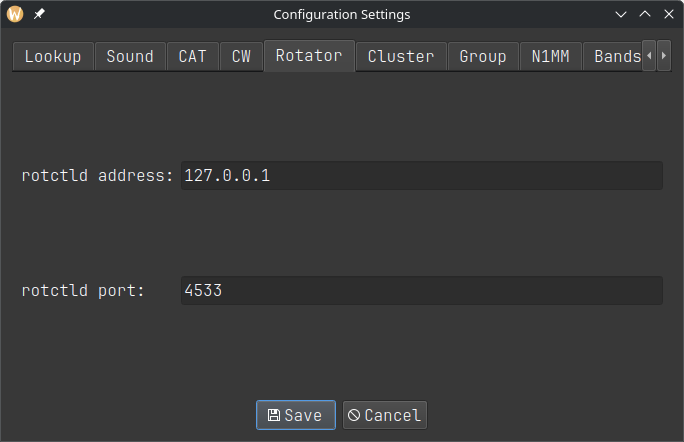 W
Configuration Settings
Lookup Sound CAT CW Rotator Cluster Group N1MM Bands
rotctld address: 127.0.0.1
rotctld port: 4533
Save Cancel